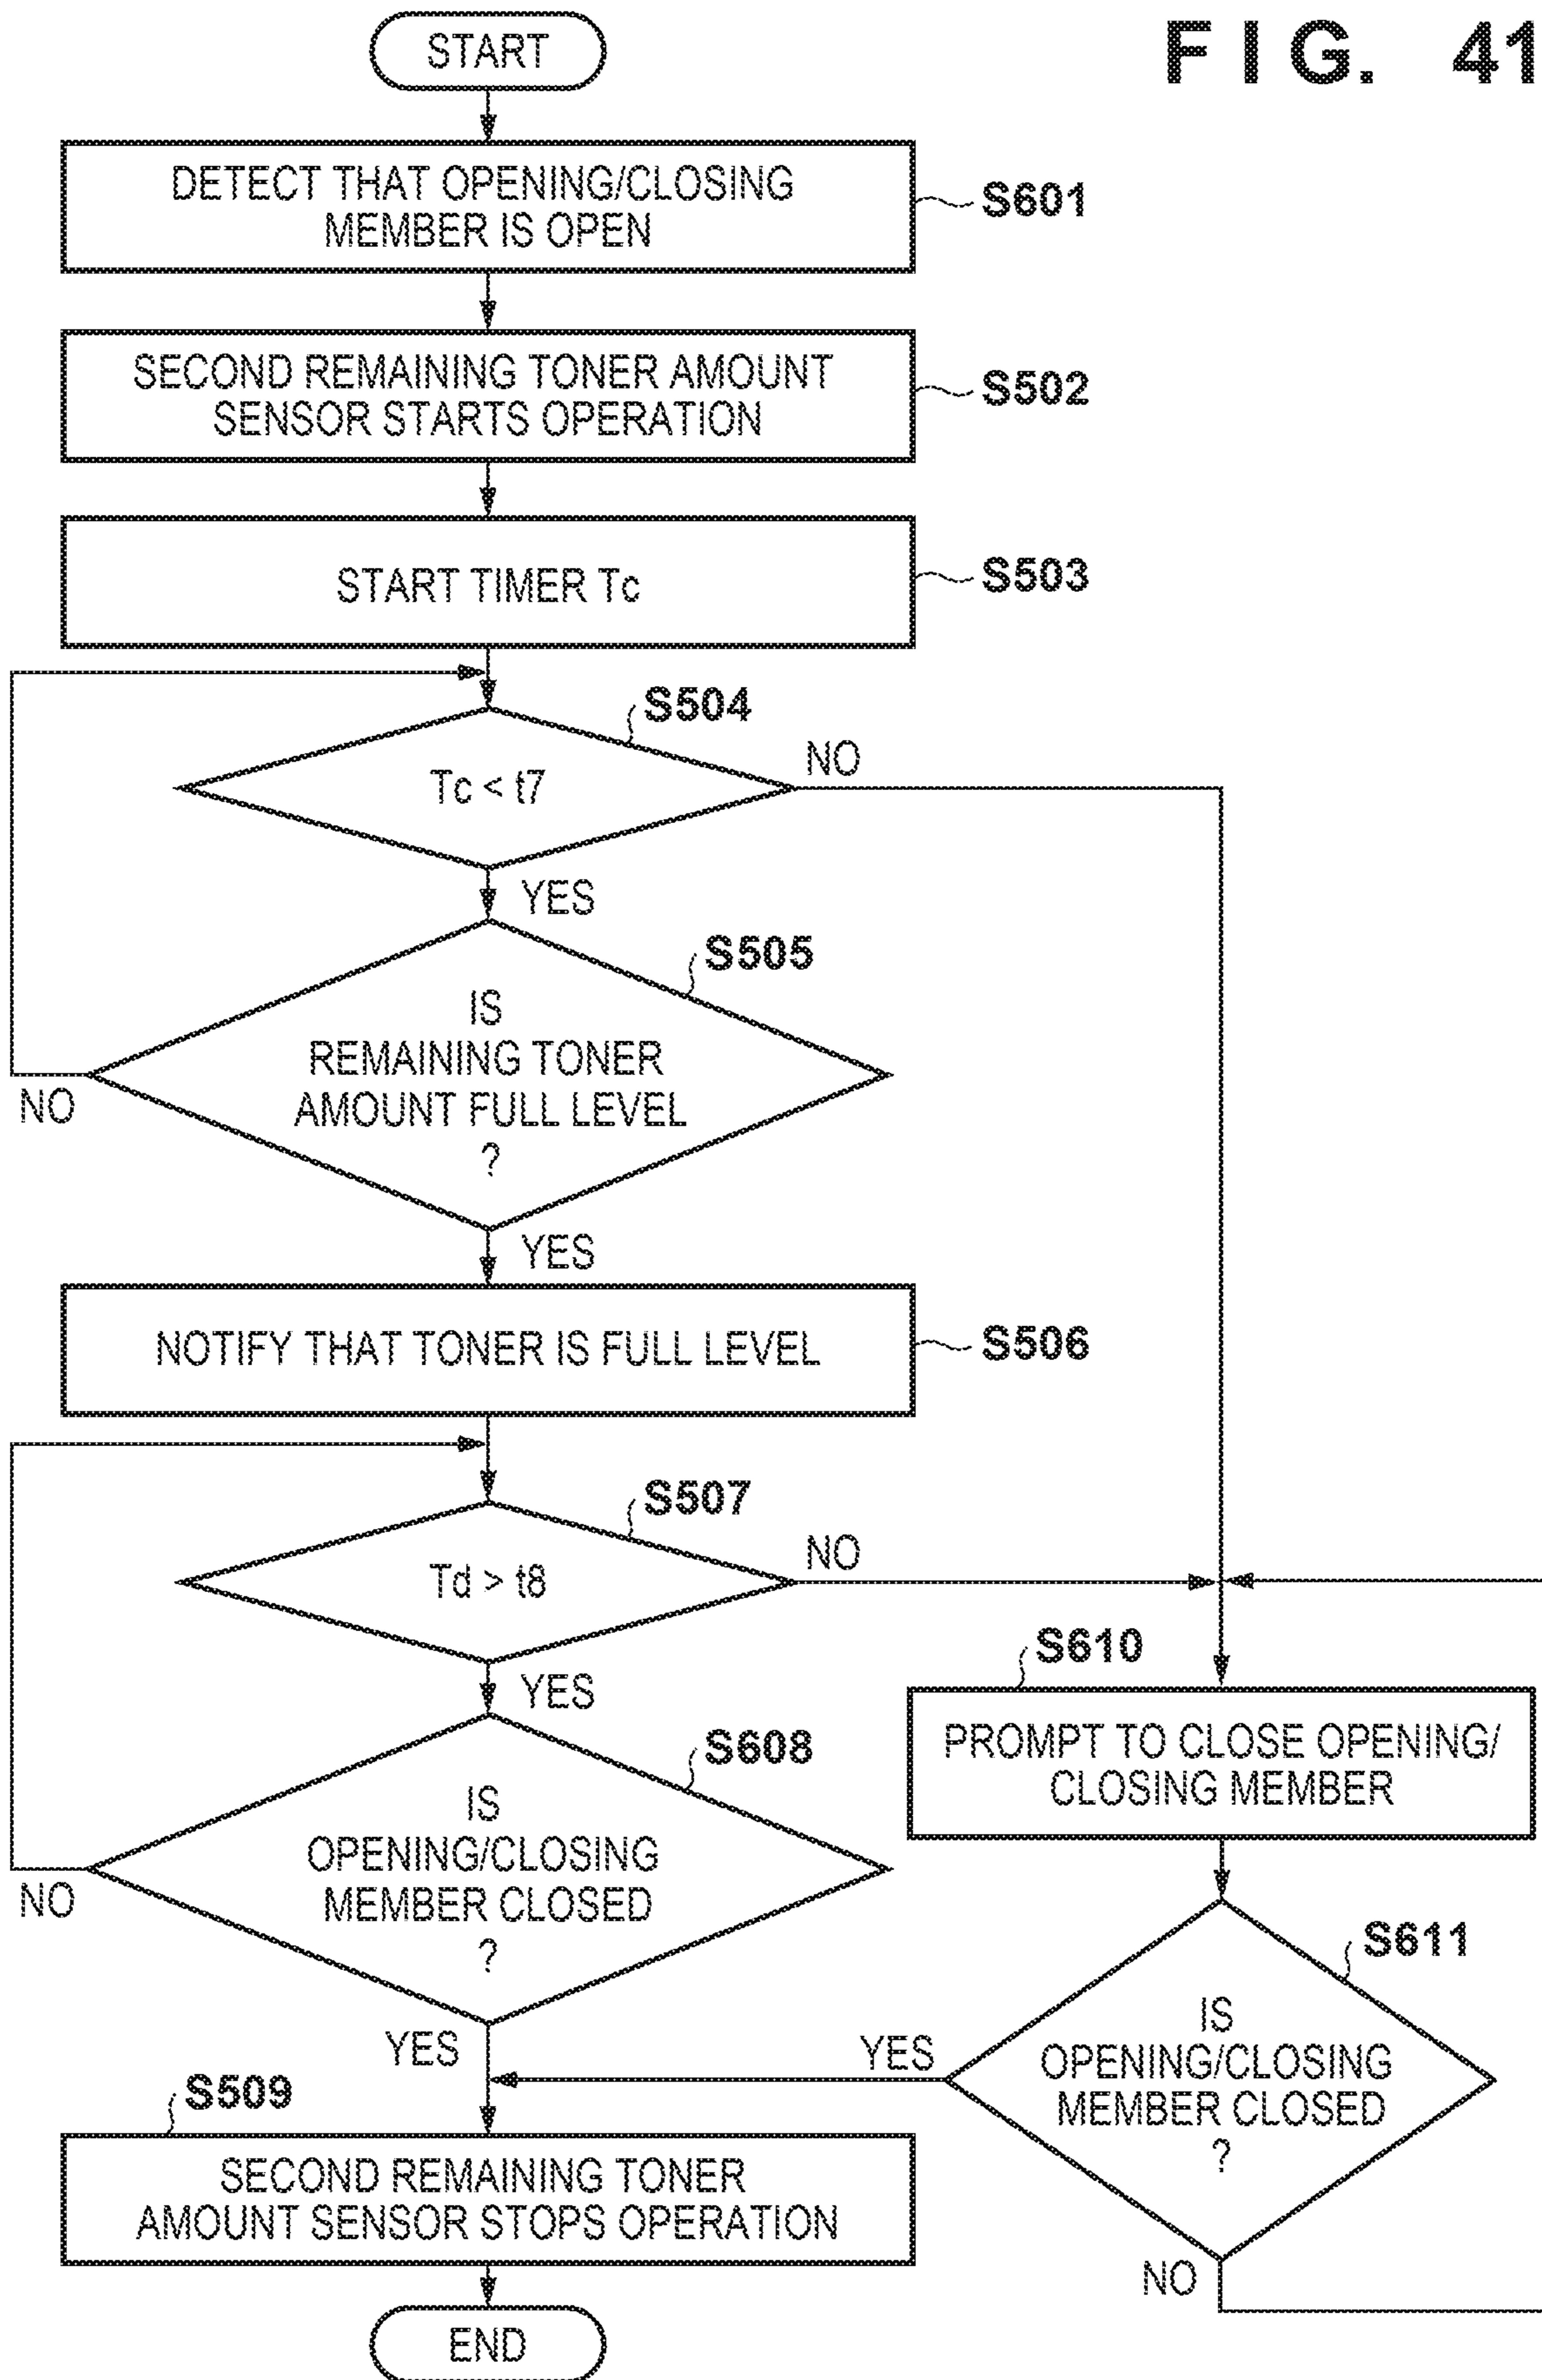 FIG. 41
START
DETECT THAT OPENING/CLOSING
MEMBER IS OPEN
S601
SECOND REMAINING TONER AMOUNT
SENSOR STARTS OPERATION
S502
START TIMER Tc
S503
S504
Tc < t7
NO
YES
S505
IS
REMAINING TONER
AMOUNT FULL LEVEL
?
NO
YES
NOTIFY THAT TONER IS FULL LEVEL
S506
S507
Td > t8
NO
YES
S608
IS
OPENING/CLOSING
MEMBER CLOSED
?
NO
YES
S610
PROMPT TO CLOSE OPENING/
CLOSING MEMBER
S611
IS
OPENING/CLOSING
MEMBER CLOSED
?
YES
NO
S509
SECOND REMAINING TONER
AMOUNT SENSOR STOPS OPERATION
END